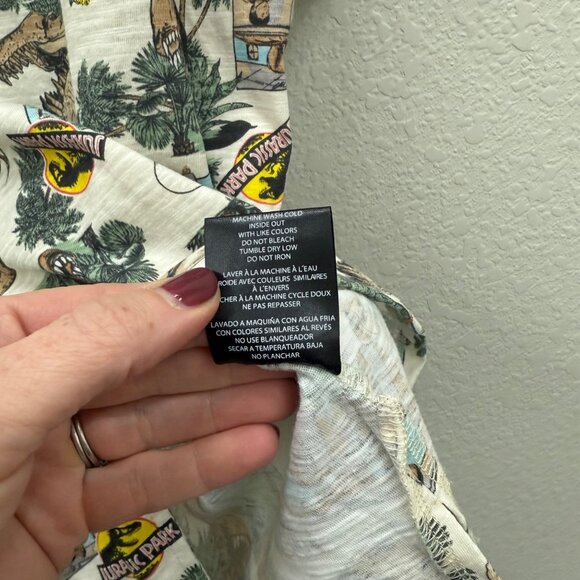 JURASSIC PARK
JURASSIC PARK
MACHINE WASH COLD
INSIDE OUT
WITH LIKE COLORS
DO NOT BLEACH
TUMBLE DRY LOW
DO NOT IRON
LAVER À LA MACHINE À L'EAU
ROIDE AVEC COULEURS SIMILAIRES
À L'ENVERS
CHER À LA MACHINE CYCLE DOUX
NE PAS REPASSER
LAVADO A MAQUIÑA CON AGUA FRIA
CON COLORES SIMILARES AL REVÉS
NO USE BLANQUEADOR
SECAR A TEMPERATURA BAJA
NO PLANCHAR
JURASSIC PARK